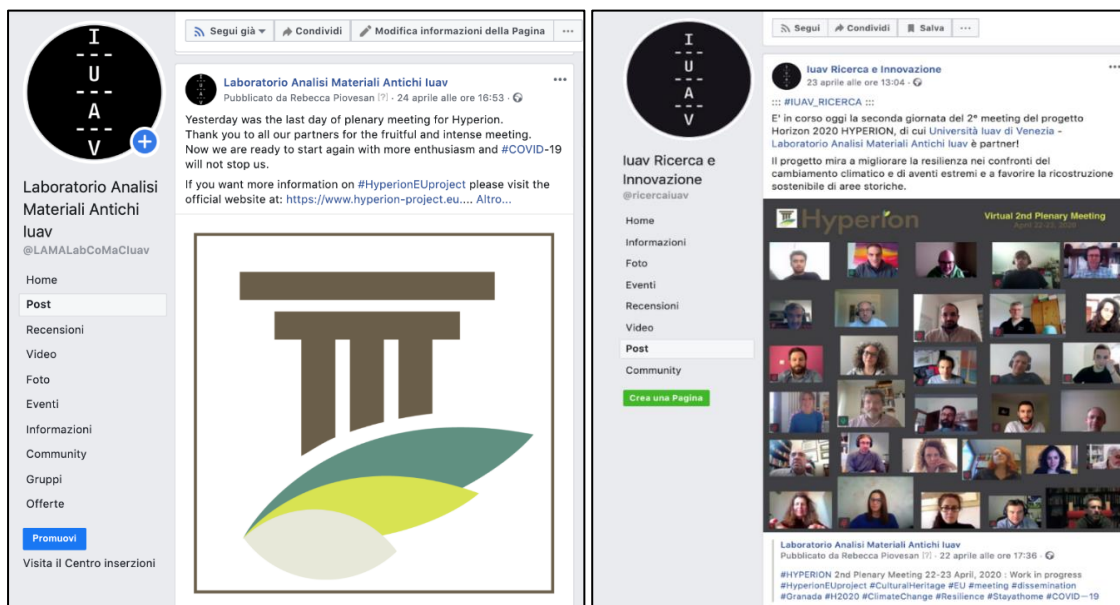 I
U
A
V
Laboratorio Analisi
Materiali Antichi
Iuav
@LAMALabCoMaCIuav
Home
Post
Recensioni
Video
Foto
Eventi
Informazioni
Community
Gruppi
Offerte
Promuovi
Visita il Centro inserzioni
Segui già Condividi Modifica informazioni della Pagina ...
Laboratorio Analisi Materiali Antichi Iuav ...
Pubblicato da Rebecca Piovesan [?] · 24 aprile alle ore 16:53 ·
Yesterday was the last day of plenary meeting for Hyperion.
Thank you to all our partners for the fruitful and intense meeting.
Now we are ready to start again with more enthusiasm and #COVID-19
will not stop us.
If you want more information on #HyperionEUproject please visit the
official website at: https://www.hyperion-project.eu.... Altro...
I
U
A
V
Iuav Ricerca e
Innovazione
@ricercaiuav
Home
Informazioni
Foto
Eventi
Recensioni
Video
Post
Community
Crea una Pagina
Segui Condividi Salva ...
Iuav Ricerca e Innovazione ...
23 aprile alle ore 13:04 ·
::: #IUAV_RICERCA :::
E' in corso oggi la seconda giornata del 2° meeting del progetto
Horizon 2020 HYPERION, di cui Università Iuav di Venezia -
Laboratorio Analisi Materiali Antichi Iuav è partner!
Il progetto mira a migliorare la resilienza nei confronti del
cambiamento climatico e di aventi estremi e a favorire la ricostruzione
sostenibile di aree storiche.
Hyperion
Virtual 2nd Plenary Meeting
April 22-23, 2020
Laboratorio Analisi Materiali Antichi Iuav
Pubblicato da Rebecca Piovesan [?] · 22 aprile alle ore 17:36 ·
#HYPERION 2nd Plenary Meeting 22-23 April, 2020 : Work in progress
#HyperionEUproject #CulturalHeritage #EU #meeting #dissemination
#Granada #H2020 #ClimateChange #Resilience #Stayathome #COVID—19